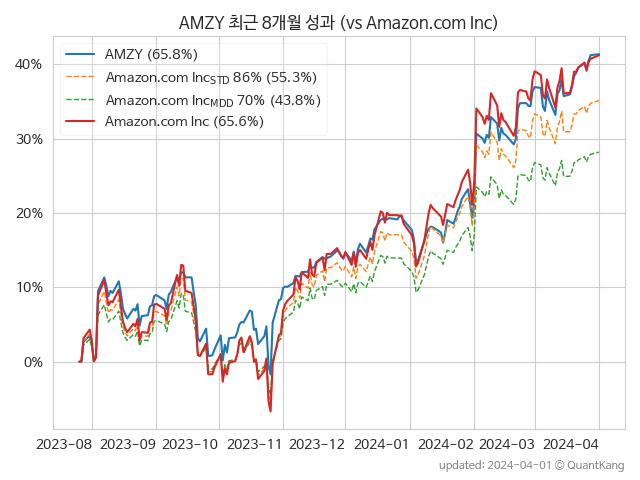 AMZY 최근 8개월 성과 (vs Amazon.com Inc)
AMZY (65.8%)
Amazon.com IncSTD 86% (55.3%)
Amazon.com IncMDD 70% (43.8%)
Amazon.com Inc (65.6%)
40%
30%
20%
10%
0%
2023-08 2023-09 2023-10 2023-11 2023-12 2024-01 2024-02 2024-03 2024-04
updated: 2024-04-01 © QuantKang